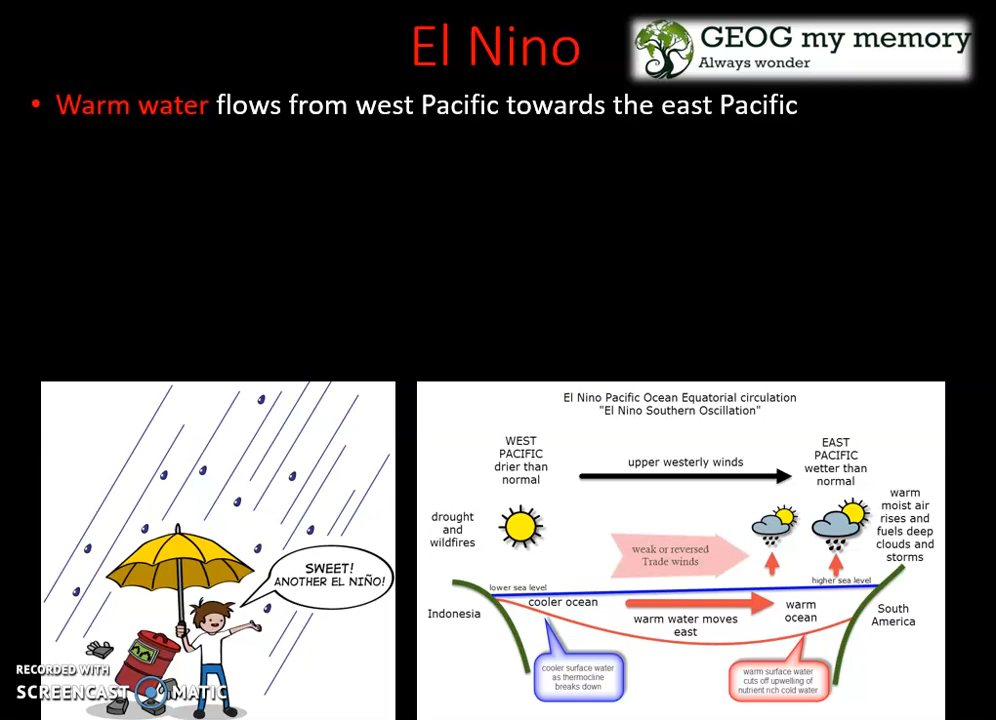 El Nino
GEOG my memory
Always wonder
• Warm water flows from west Pacific towards the east Pacific
SWEET!
ANOTHER EL NIÑO!
RECORDED WITH
SCREENCAST MATIC
El Nino Pacific Ocean Equatorial circulation
"El Nino Southern Oscillation"
WEST
PACIFIC
drier than
normal
upper westerly winds
EAST
PACIFIC
wetter than
normal
drought
and
wildfires
weak or reversed
Trade winds
warm
moist air
rises and
fuels deep
clouds and
storms
lower sea level
higher sea level
Indonesia
cooler ocean
warm water moves
east
warm
ocean
South
America
cooler surface water
as thermocline
breaks down
warm surface water
cuts off upwelling of
nutrient rich cold water